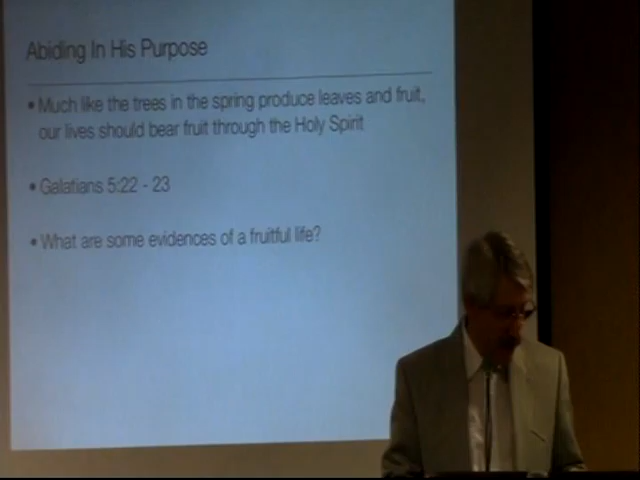 Abiding In His Purpose
• Much like the trees in the spring produce leaves and fruit,
our lives should bear fruit through the Holy Spirit
• Galatians 5:22 - 23
• What are some evidences of a fruitful life?